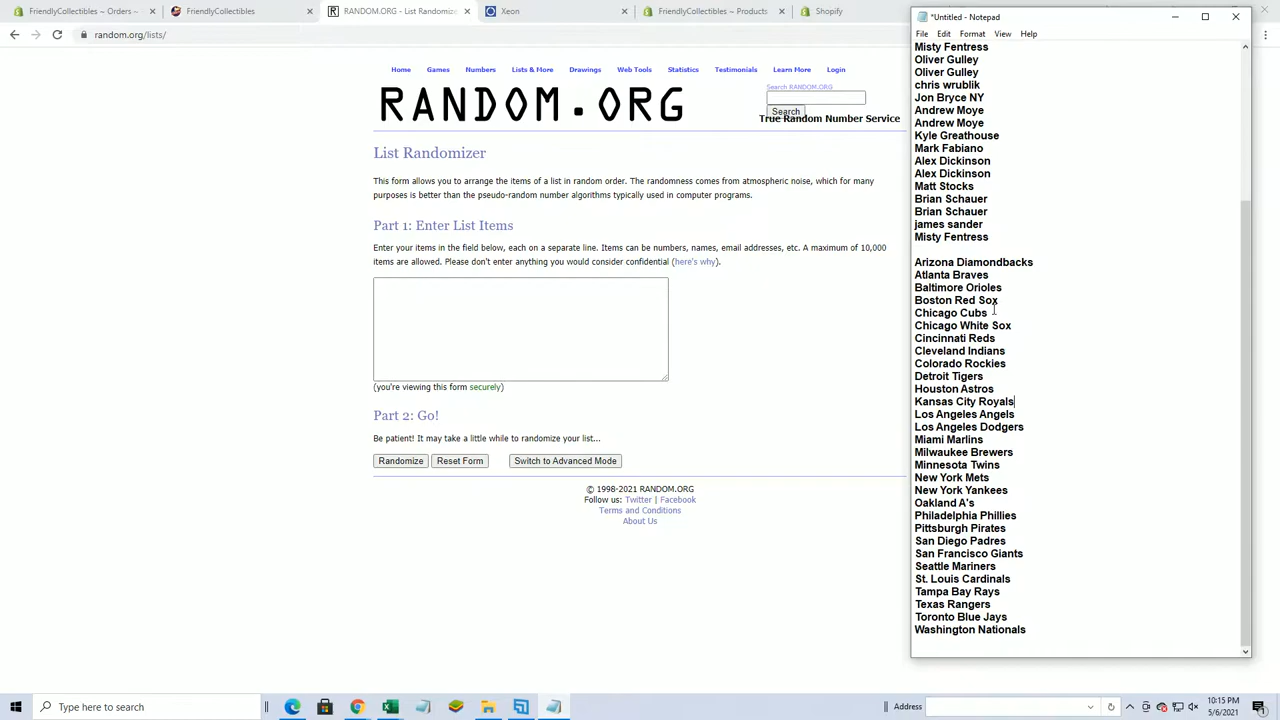 FriendlyCollectibles ~ Orders ~
FriendlyCollectibles
RANDOM.ORG - List Randomizer
Xeon
FriendlyCollectibles ~ Products
Shopify
random.org/lists/
Home Games Numbers Lists & More Drawings Web Tools Statistics Testimonials Learn More Login
RANDOM.ORG
Search RANDOM.ORG
Search
True Random Number Service
List Randomizer
This form allows you to arrange the items of a list in random order. The randomness comes from atmospheric noise, which for many
purposes is better than the pseudo-random number algorithms typically used in computer programs.
Part 1: Enter List Items
Enter your items in the field below, each on a separate line. Items can be numbers, names, email addresses, etc. A maximum of 10,000
items are allowed. Please don't enter anything you would consider confidential (here's why).
(you're viewing this form securely)
Part 2: Go!
Be patient! It may take a little while to randomize your list...
Randomize Reset Form Switch to Advanced Mode
© 1998-2021 RANDOM.ORG
Follow us: Twitter | Facebook
Terms and Conditions
About Us
*Untitled - Notepad
File Edit Format View Help
Misty Fentress
Oliver Gulley
Oliver Gulley
chris wrublik
Jon Bryce NY
Andrew Moye
Andrew Moye
Kyle Greathouse
Mark Fabiano
Alex Dickinson
Alex Dickinson
Matt Stocks
Brian Schauer
Brian Schauer
james sander
Misty Fentress
Arizona Diamondbacks
Atlanta Braves
Baltimore Orioles
Boston Red Sox
Chicago Cubs
Chicago White Sox
Cincinnati Reds
Cleveland Indians
Colorado Rockies
Detroit Tigers
Houston Astros
Kansas City Royals
Los Angeles Angels
Los Angeles Dodgers
Miami Marlins
Milwaukee Brewers
Minnesota Twins
New York Mets
New York Yankees
Oakland A's
Philadelphia Phillies
Pittsburgh Pirates
San Diego Padres
San Francisco Giants
Seattle Mariners
St. Louis Cardinals
Tampa Bay Rays
Texas Rangers
Toronto Blue Jays
Washington Nationals
Type here to search
Address
10:15 PM
5/6/2021